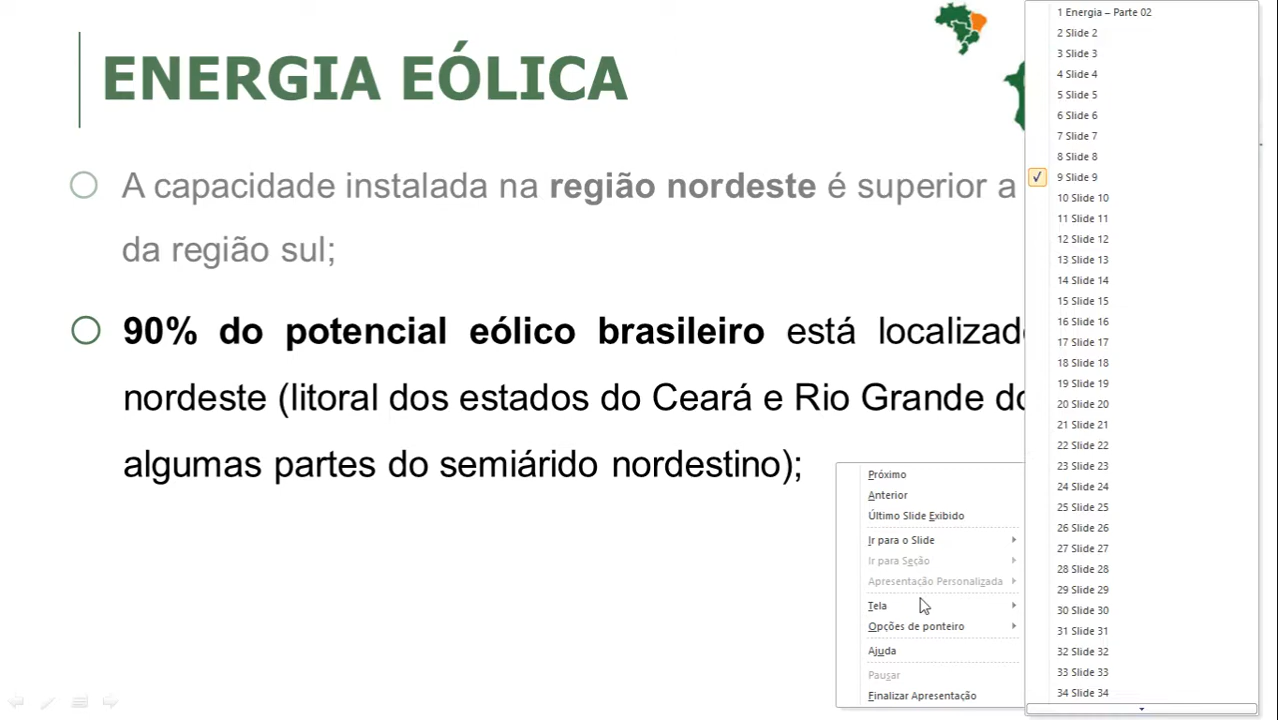 ENERGIA EÓLICA
A capacidade instalada na região nordeste é superior a
da região sul;
90% do potencial eólico brasileiro está
nordeste (litoral dos estados do Ceará e Rio Grande
algumas partes do semiárido nordestino);
Próximo
Anterior
Último Slide Exibido
Ir para o Slide
Ir para Seção
Apresentação Personalizada
Tela
Opções de ponteiro
Ajuda
Pausar
Finalizar Apresentação
1 Energia – Parte 02
2 Slide 2
3 Slide 3
4 Slide 4
5 Slide 5
6 Slide 6
7 Slide 7
8 Slide 8
9 Slide 9
10 Slide 10
11 Slide 11
12 Slide 12
13 Slide 13
14 Slide 14
15 Slide 15
16 Slide 16
17 Slide 17
18 Slide 18
19 Slide 19
20 Slide 20
21 Slide 21
22 Slide 22
23 Slide 23
24 Slide 24
25 Slide 25
26 Slide 26
27 Slide 27
28 Slide 28
29 Slide 29
30 Slide 30
31 Slide 31
32 Slide 32
33 Slide 33
34 Slide 34